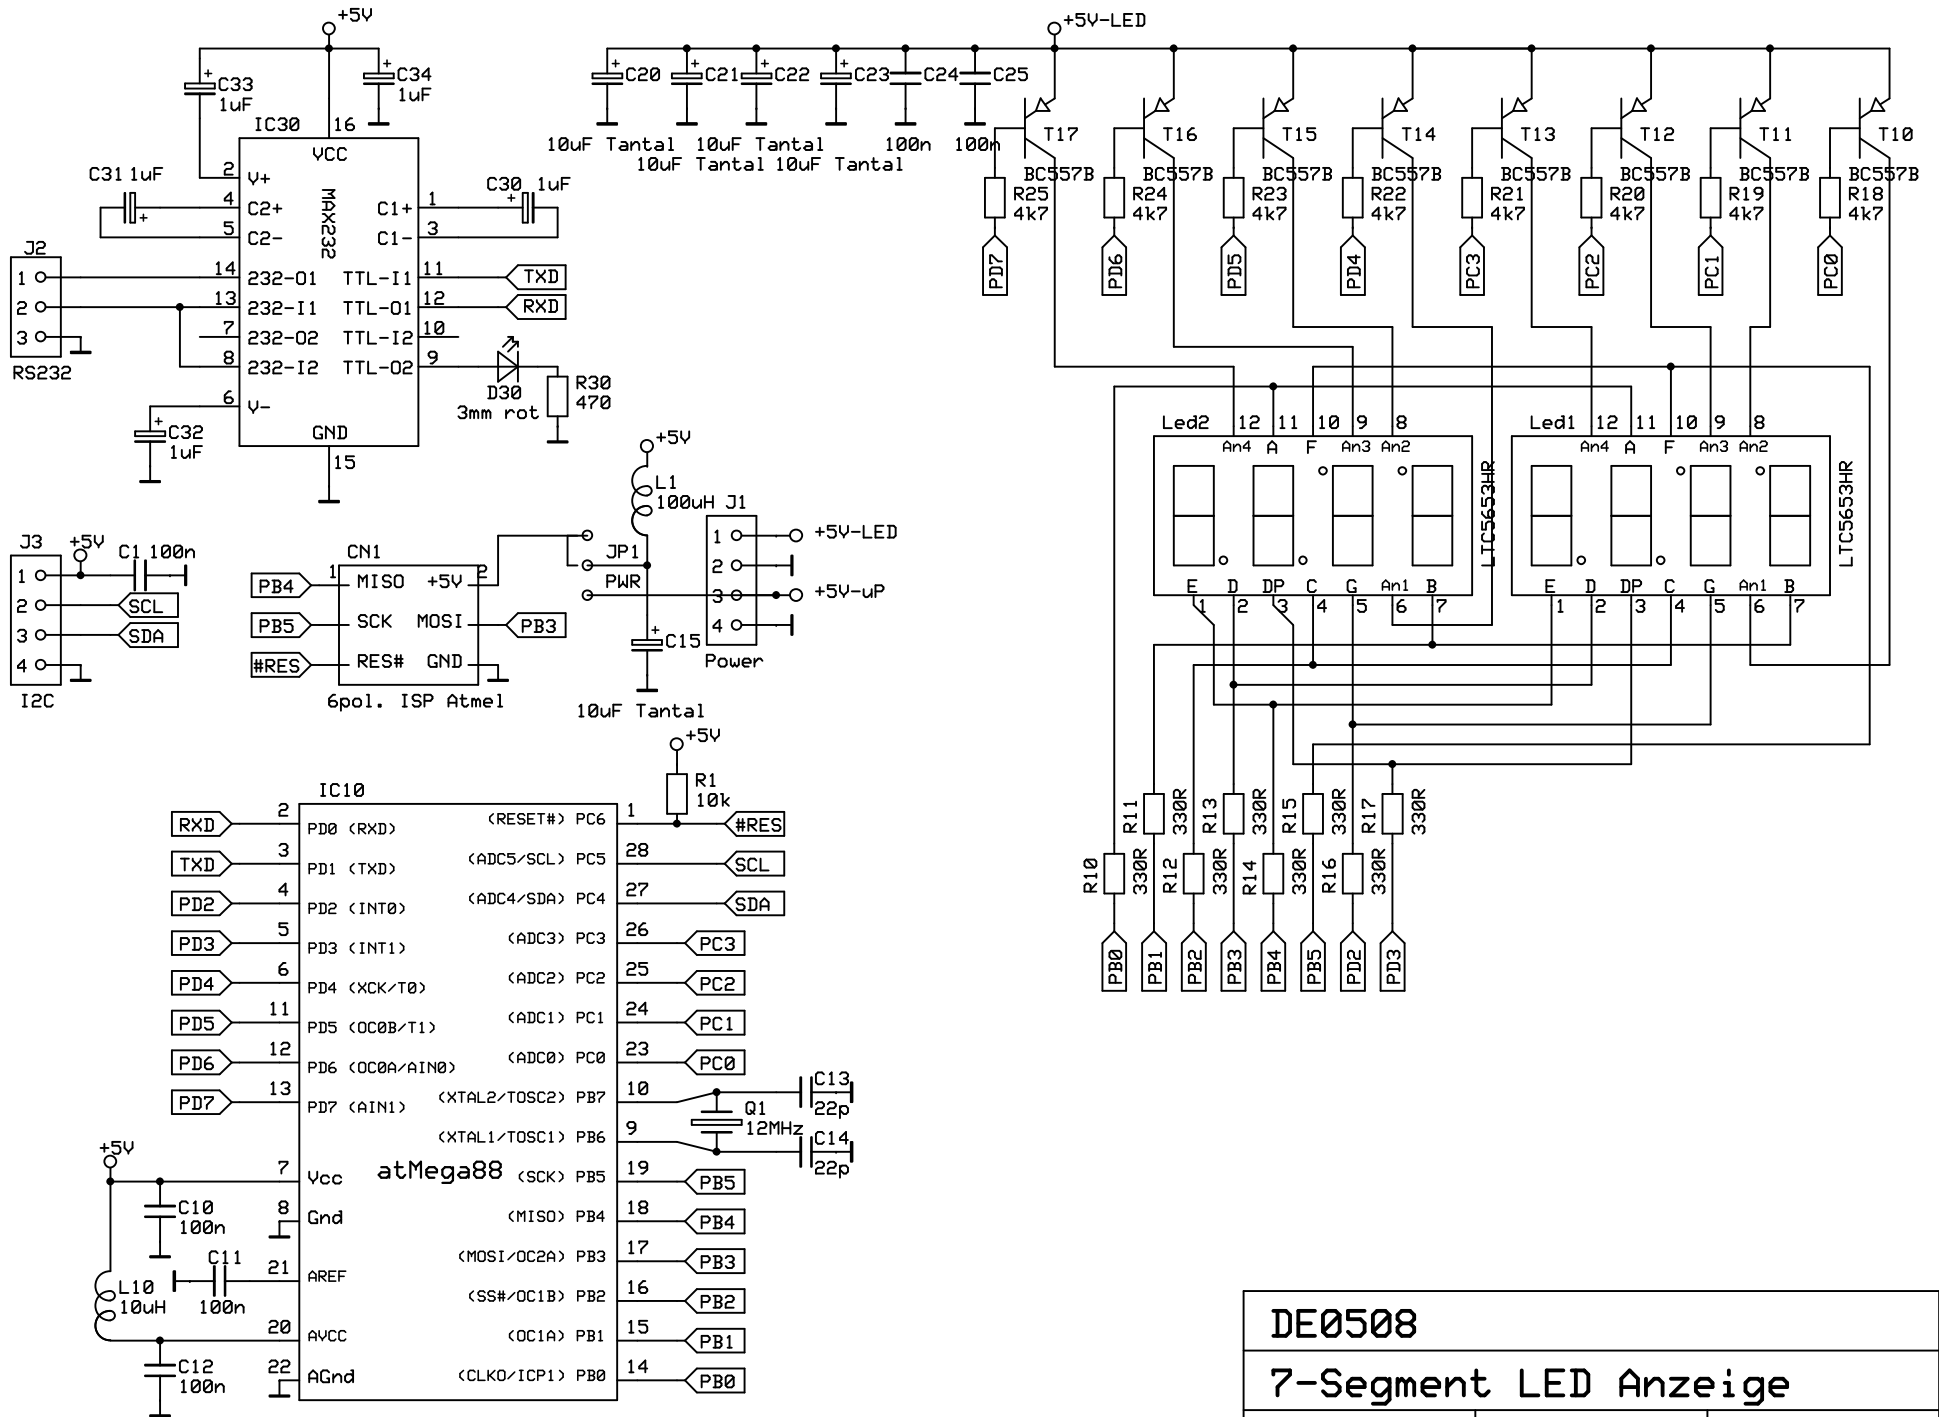 +5V
C33
1uF
C34
1uF
IC30
16
VCC
MAX232
2 V+
4 C2+
5 C2-
14 232-O1
13 232-I1
7 232-O2
8 232-I2
6 V-
C1+ 1
C1- 3
TTL-I1 11
TTL-O1 12
TTL-I2 10
TTL-O2 9
GND
15
C31 1uF
C30 1uF
TXD
RXD
J2
1
2
3
RS232
D30
3mm rot
R30
470
C32
1uF
+5V-LED
C20
C21
C22
C23
C24
C25
10uF Tantal
10uF Tantal
10uF Tantal
10uF Tantal
100n
100n
T17
T16
T15
T14
T13
T12
T11
T10
BC557B
BC557B
BC557B
BC557B
BC557B
BC557B
BC557B
BC557B
R25
4k7
R24
4k7
R23
4k7
R22
4k7
R21
4k7
R20
4k7
R19
4k7
R18
4k7
PD7
PD6
PD5
PD4
PC3
PC2
PC1
PC0
Led2
12 11 10 9 8
An4 A F An3 An2
LTC5653HR
E D DP C G An1 B
1 2 3 4 5 6 7
Led1
12 11 10 9 8
An4 A F An3 An2
LTC5653HR
E D DP C G An1 B
1 2 3 4 5 6 7
J3
1
2
3
4
I2C
+5V
C1 100n
SCL
SDA
CN1
1
2
MISO +5V
SCK MOSI
RES# GND
6pol. ISP Atmel
PB4
PB5
#RES
PB3
+5V
L1
100uH
JP1
PWR
C15
10uF Tantal
J1
1
2
3
4
Power
+5V-LED
+5V-uP
R10
330R
R11
330R
R12
330R
R13
330R
R14
330R
R15
330R
R16
330R
R17
330R
PB0
PB1
PB2
PB3
PB4
PB5
PD2
PD3
+5V
R1
10k
IC10
atMega88
RXD 2 PD0 (RXD)
TXD 3 PD1 (TXD)
PD2 4 PD2 (INT0)
PD3 5 PD3 (INT1)
PD4 6 PD4 (XCK/T0)
PD5 11 PD5 (OC0B/T1)
PD6 12 PD6 (OC0A/AIN0)
PD7 13 PD7 (AIN1)
7 Vcc
8 Gnd
21 AREF
20 AVCC
22 AGnd
(RESET#) PC6 1 #RES
(ADC5/SCL) PC5 28 SCL
(ADC4/SDA) PC4 27 SDA
(ADC3) PC3 26 PC3
(ADC2) PC2 25 PC2
(ADC1) PC1 24 PC1
(ADC0) PC0 23 PC0
(XTAL2/TOSC2) PB7 10
(XTAL1/TOSC1) PB6 9
(SCK) PB5 19 PB5
(MISO) PB4 18 PB4
(MOSI/OC2A) PB3 17 PB3
(SS#/OC1B) PB2 16 PB2
(OC1A) PB1 15 PB1
(CLKO/ICP1) PB0 14 PB0
Q1
12MHz
C13
22p
C14
22p
+5V
C10
100n
C11
100n
L10
10uH
C12
100n
DE0508
7-Segment LED Anzeige